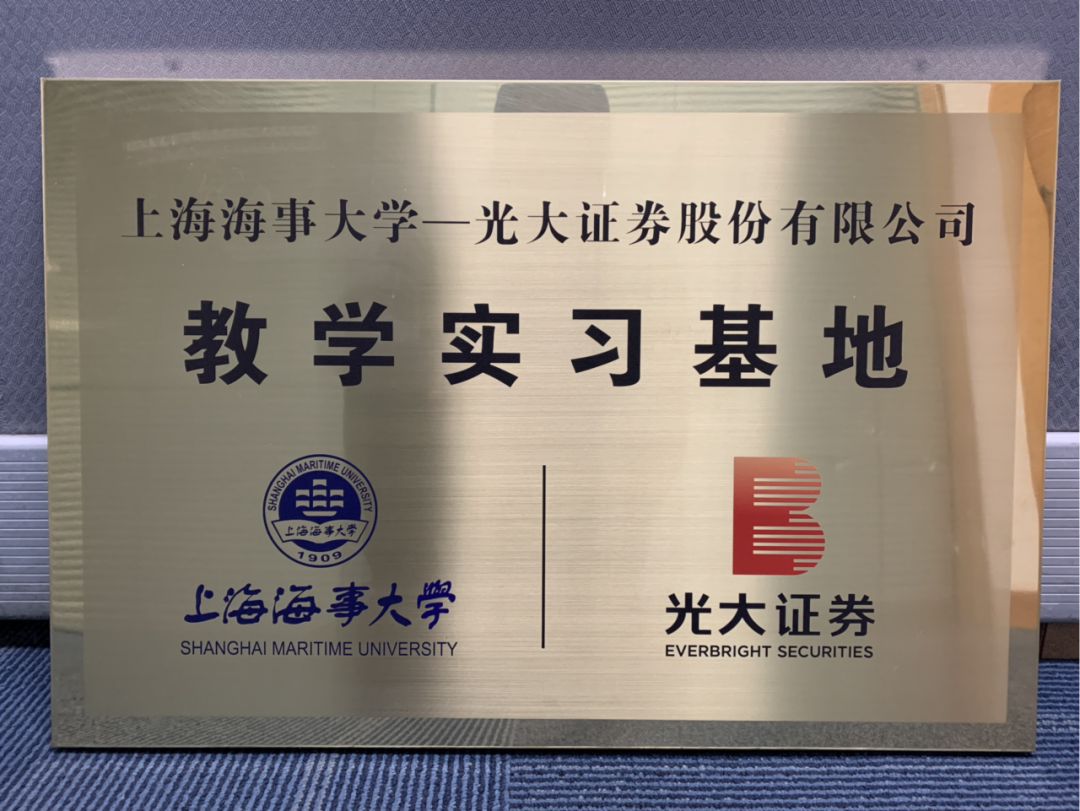 上海海事大学—光大证券股份有限公司
教学实习基地
SHANGHAI MARITIME UNIVERSITY
上海海事大学
1909
上海海事大学
SHANGHAI MARITIME UNIVERSITY
光大证券
EVERBRIGHT SECURITIES